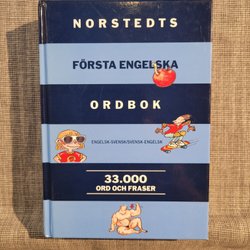 NORSTEDTS
FÖRSTA ENGELSKA
ORDBOK
ENGELSK-SVENSK/SVENSK-ENGELSK
33.000
ORD OCH FRASER